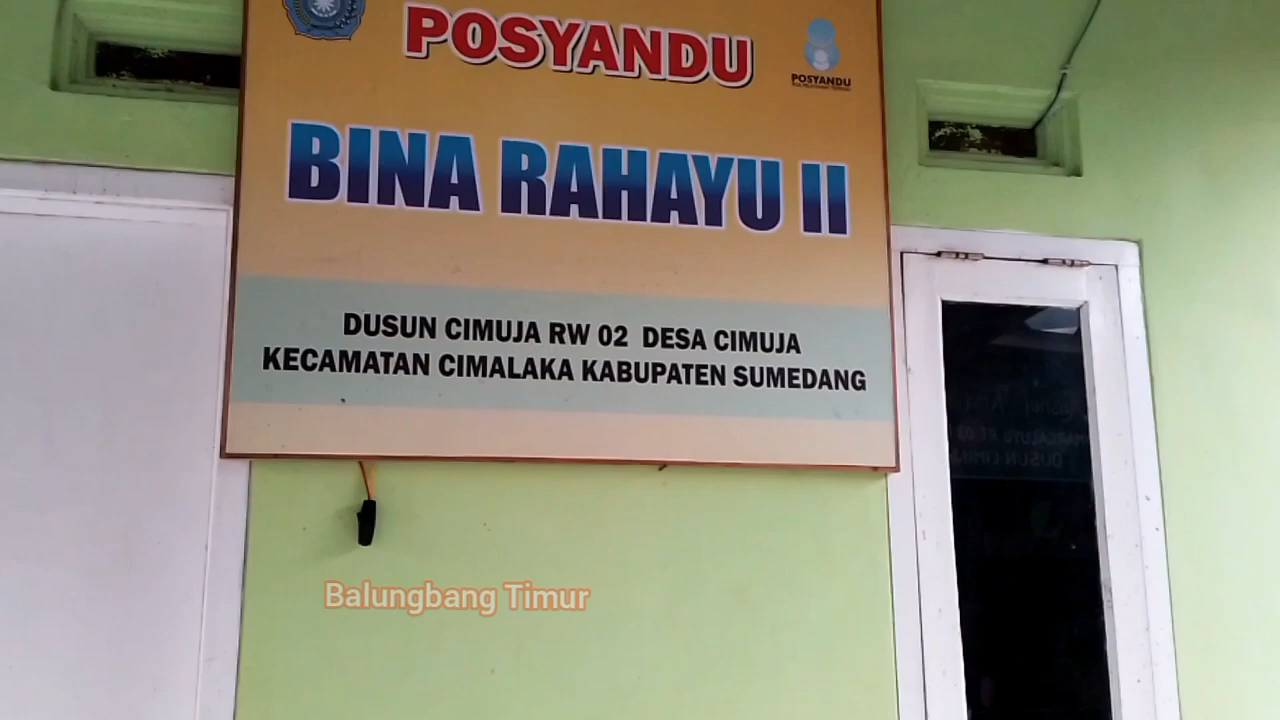 POSYANDU
POSYANDU
BINA RAHAYU II
DUSUN CIMUJA RW 02 DESA CIMUJA
KECAMATAN CIMALAKA KABUPATEN SUMEDANG
Balungbang Timur